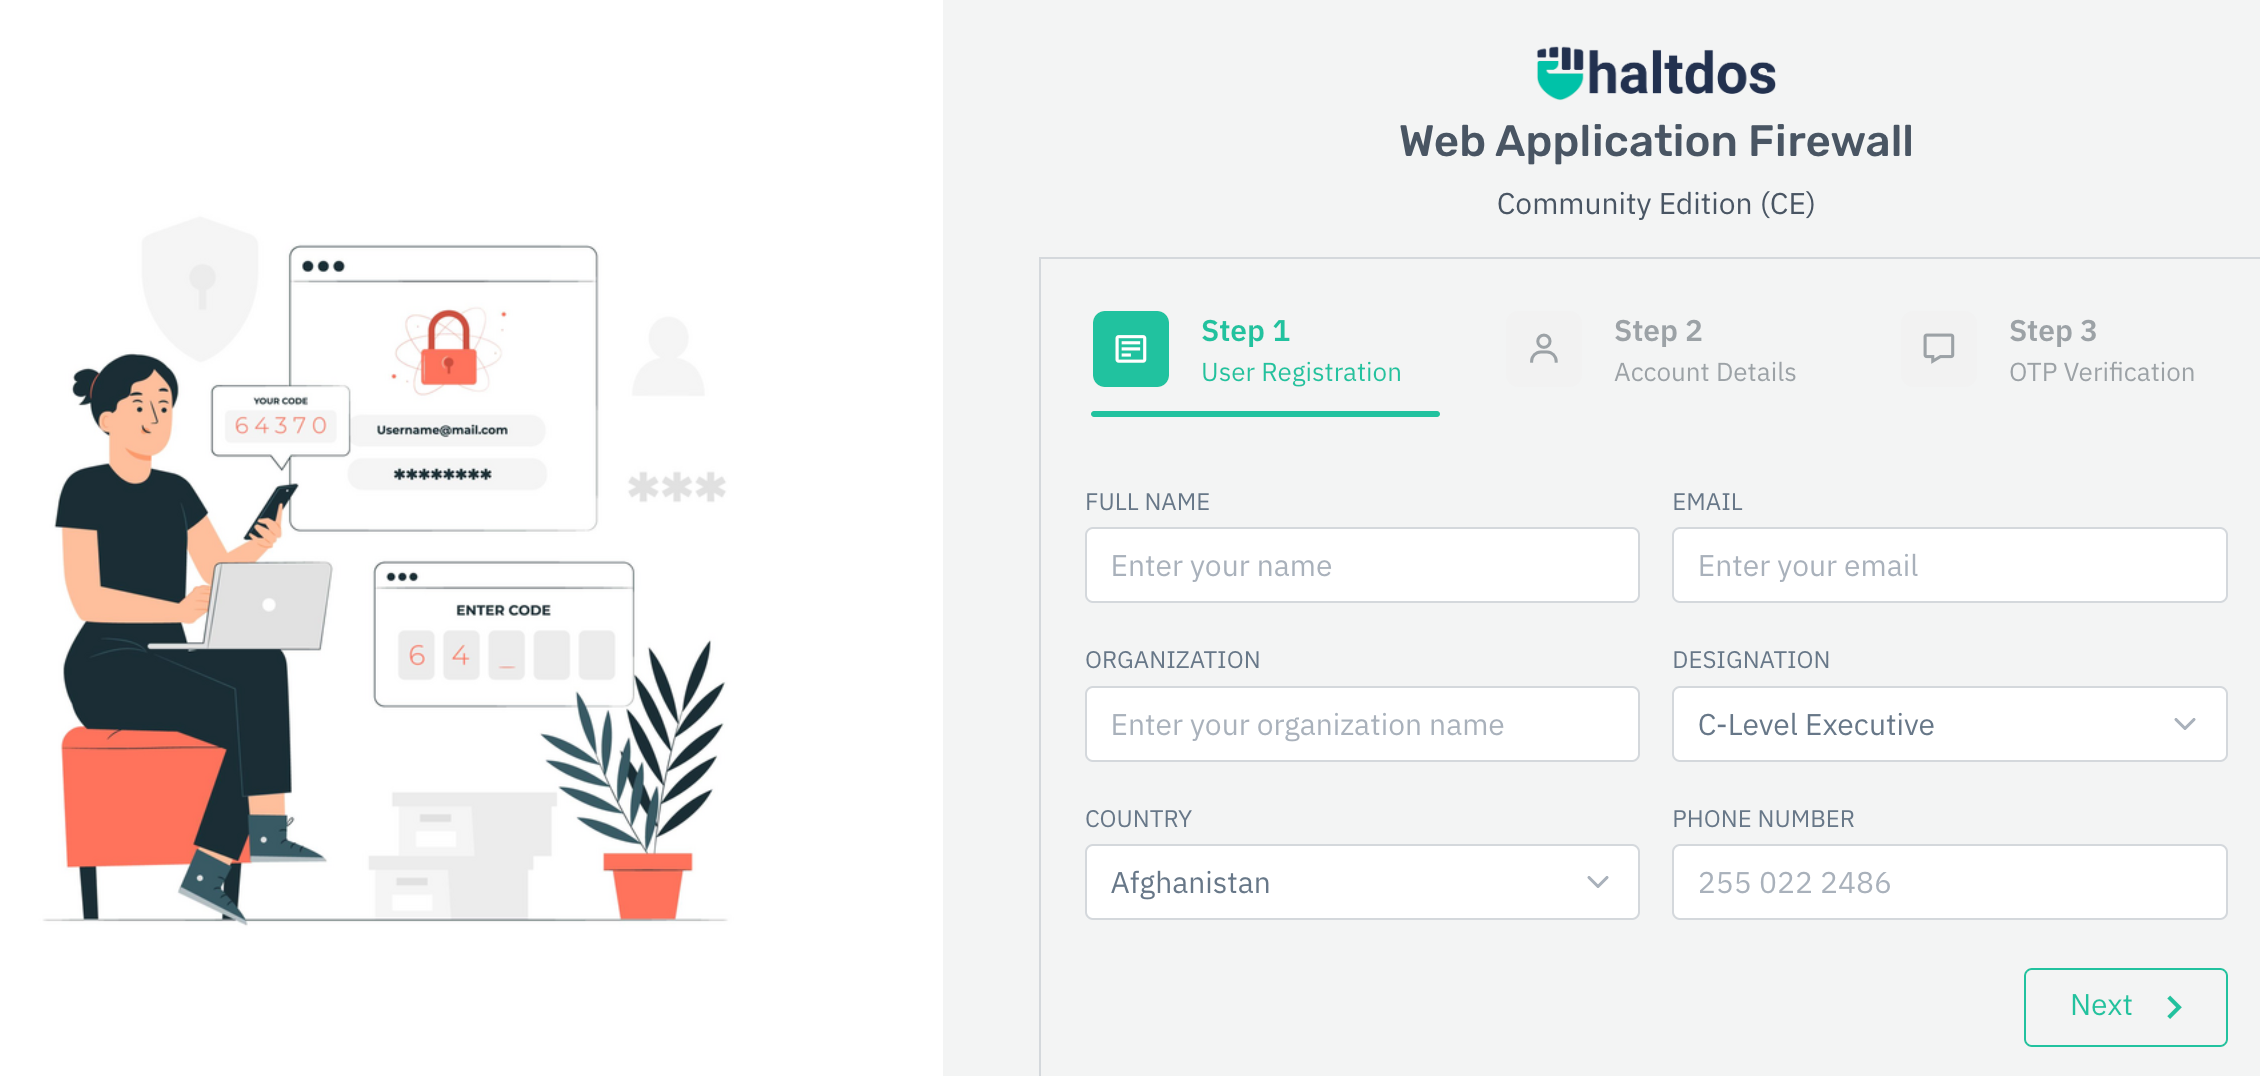 haltdos
Web Application Firewall
Community Edition (CE)
Step 1
User Registration
Step 2
Account Details
Step 3
OTP Verification
FULL NAME
Enter your name
EMAIL
Enter your email
ORGANIZATION
Enter your organization name
DESIGNATION
C-Level Executive
COUNTRY
Afghanistan
PHONE NUMBER
255 022 2486
Next
YOUR CODE
64370
Username@mail.com
********
***
ENTER CODE
6 4 _